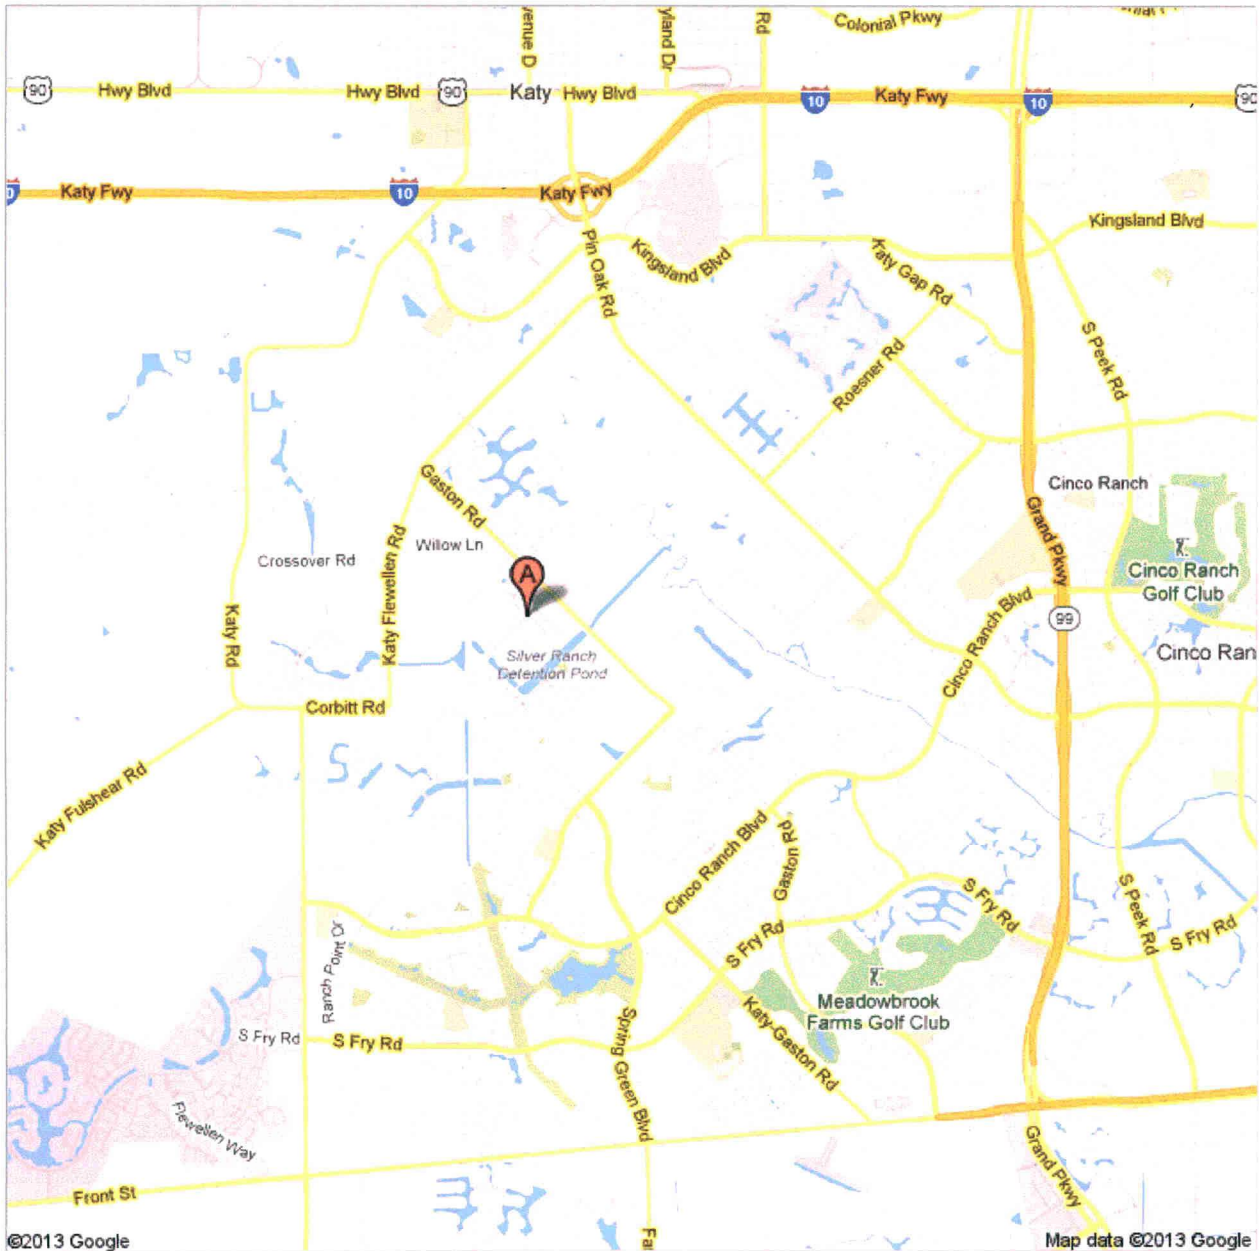 Rd
Colonial Pkwy
90
Hwy Blvd
Hwy Blvd
90
Katy
Hwy Blvd
10
Katy Fwy
10
90
Katy Fwy
10
Katy Fwy
Pin Oak Rd
Kingsland Blvd
Katy Gap Rd
Kingsland Blvd
S Peek Rd
Roesner Rd
Gaston Rd
Willow Ln
Crossover Rd
Katy Flewellen Rd
A
Cinco Ranch
Grand Pkwy
Cinco Ranch
Golf Club
99
Katy Rd
Silver Ranch
Detention Pond
Cinco Ranch Blvd
Cinco Ran
Corbitt Rd
Katy Fulshear Rd
Cinco Ranch Blvd
Gaston Rd
S Fry Rd
S Peek Rd
S Fry Rd
S Fry Rd
Ranch Point Dr
Meadowbrook
Farms Golf Club
S Fry Rd
S Fry Rd
Katy-Gaston Rd
Spring Green Blvd
Flewellen Way
Grand Pkwy
Front St
©2013 Google
Map data ©2013 Google